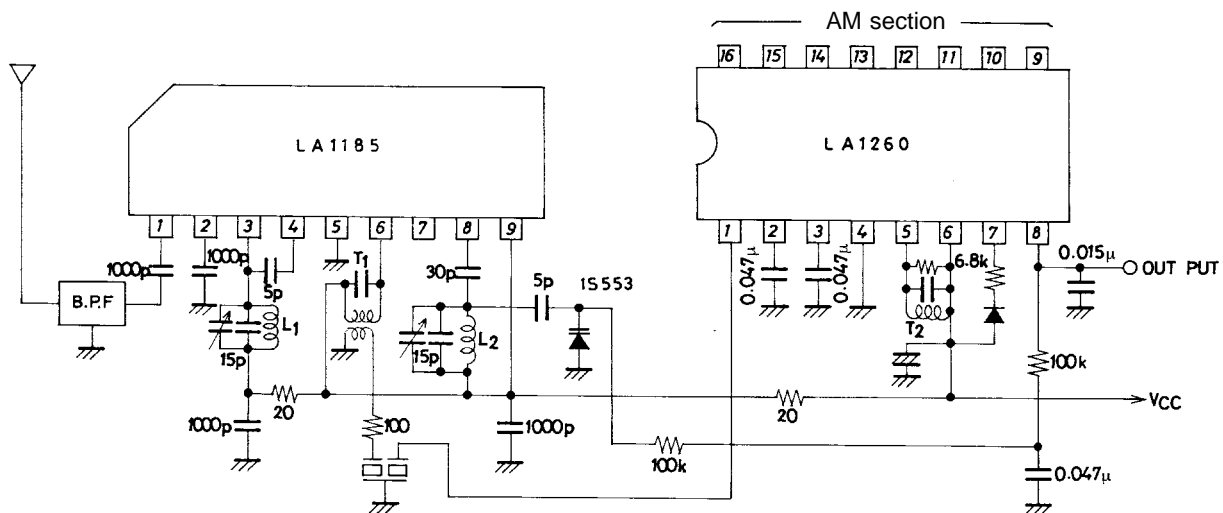 AM section
16 15 14 13 12 11 10 9
LA1185
LA1260
1 2 3 4 5 6 7 8 9
1 2 3 4 5 6 7 8
1000p
1000p
5p
T1
30p
5p
1S553
0.047μ
0.047μ
6.8k
0.015μ
OUT PUT
B.P.F
L1
15p
15p
L2
T2
100k
20
20
VCC
1000p
100
1000p
100k
0.047μ